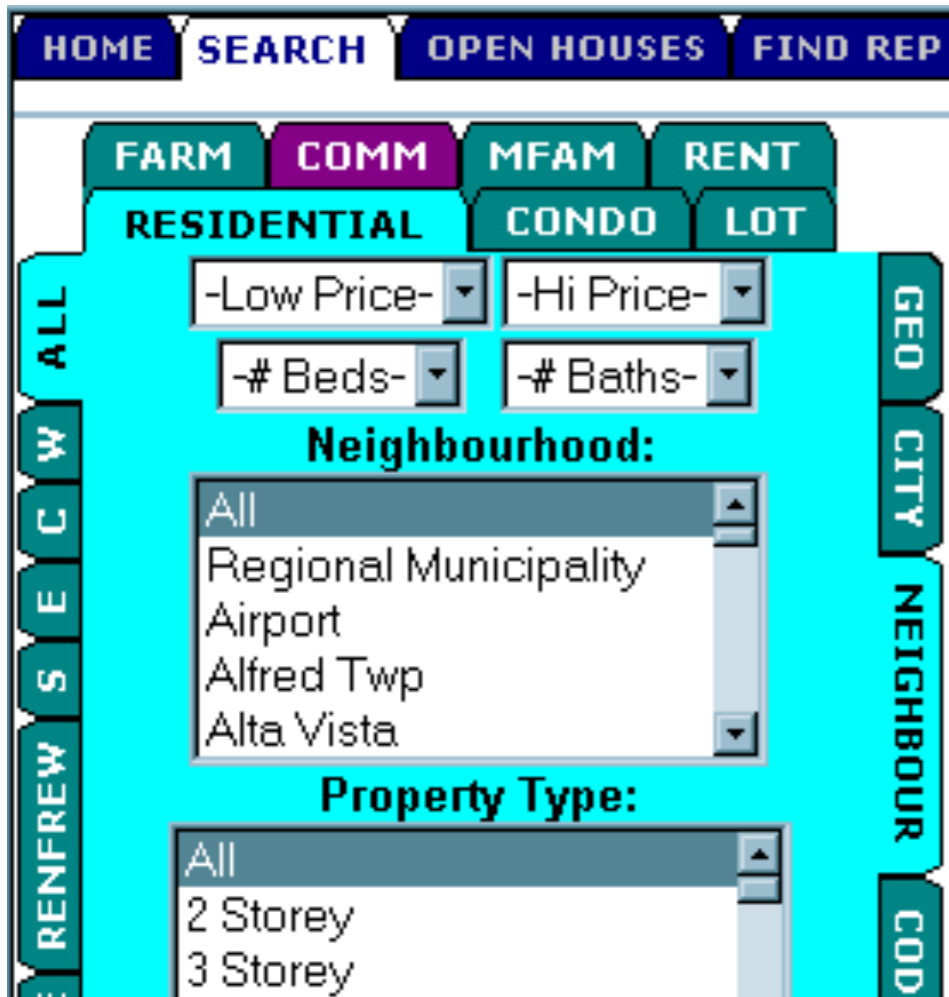 HOME SEARCH OPEN HOUSES FIND REP
FARM COMM MFAM RENT
RESIDENTIAL CONDO LOT
ALL
W
C
E
S
RENFREW
-Low Price- -Hi Price-
-# Beds- -# Baths-
Neighbourhood:
All
Regional Municipality
Airport
Alfred Twp
Alta Vista
Property Type:
All
2 Storey
3 Storey
GEO
CITY
NEIGHBOUR
COD